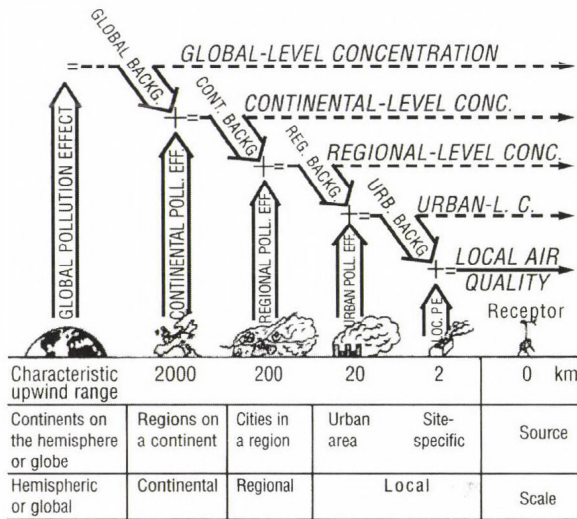 = GLOBAL BACKG. GLOBAL-LEVEL CONCENTRATION
+ = CONT. BACKG. CONTINENTAL-LEVEL CONC.
+ = REG. BACKG. REGIONAL-LEVEL CONC.
+ = URB. BACKG. URBAN-L. C.
+ = LOCAL AIR
QUALITY
GLOBAL POLLUTION EFFECT
CONTINENTAL POLL. EFF.
REGIONAL POLL. EFF.
URBAN POLL. EFF.
LOC. P.E.
Receptor
Characteristic 2000 200 20 2 0 km
upwind range
Continents on Regions on Cities in Urban Site-
the hemisphere a continent a region area specific Source
or globe
Hemispheric Continental Regional Local Scale
or global